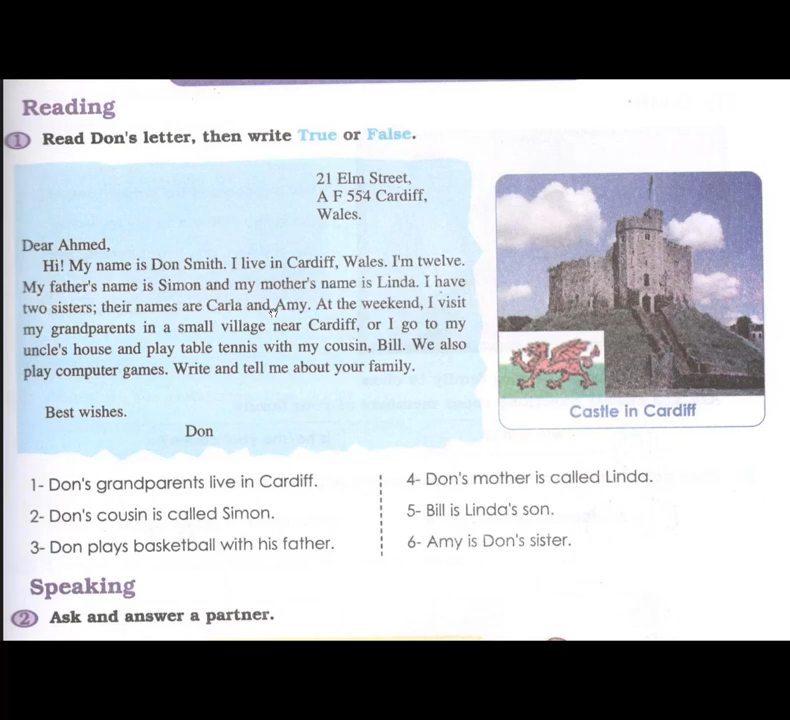 Reading
1 Read Don's letter, then write True or False.
21 Elm Street,
A F 554 Cardiff,
Wales.
Dear Ahmed,
Hi! My name is Don Smith. I live in Cardiff, Wales. I'm twelve.
My father's name is Simon and my mother's name is Linda. I have
two sisters; their names are Carla and Amy. At the weekend, I visit
my grandparents in a small village near Cardiff, or I go to my
uncle's house and play table tennis with my cousin, Bill. We also
play computer games. Write and tell me about your family.
Best wishes.
Don
Castle in Cardiff
1- Don's grandparents live in Cardiff.
2- Don's cousin is called Simon.
3- Don plays basketball with his father.
4- Don's mother is called Linda.
5- Bill is Linda's son.
6- Amy is Don's sister.
Speaking
2 Ask and answer a partner.